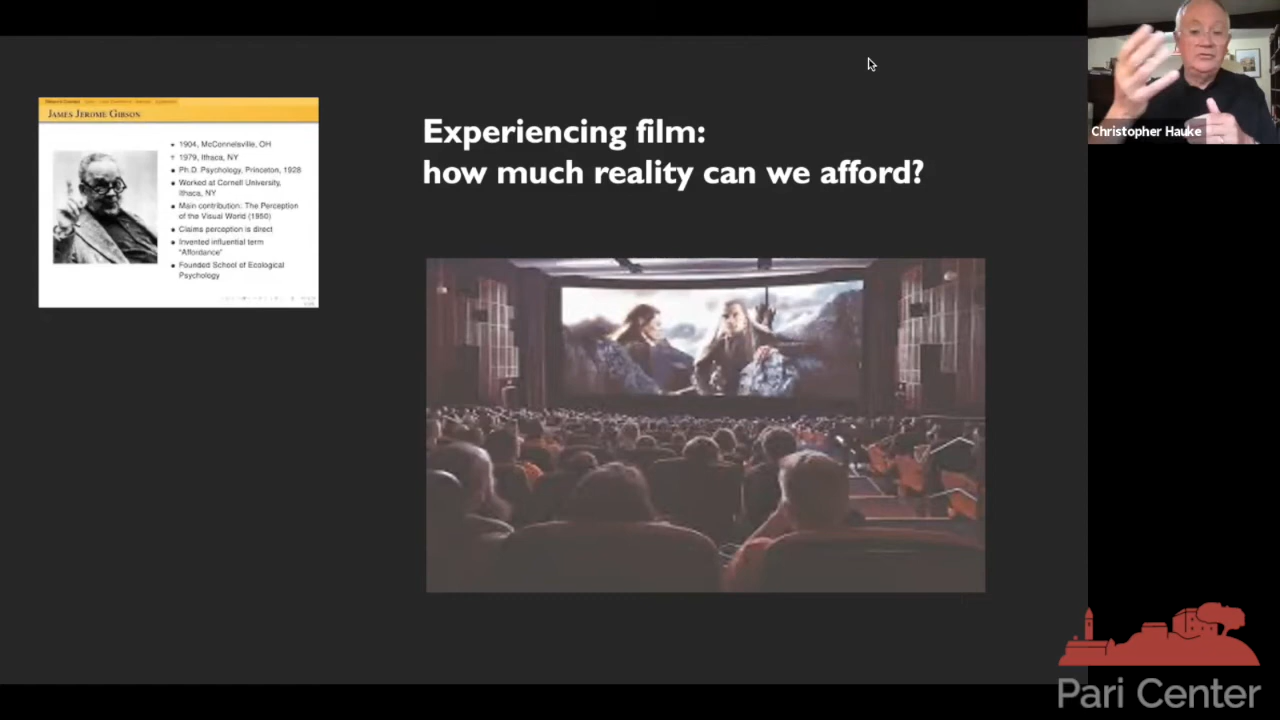 JAMES JEROME GIBSON
1904, McConnelsville, OH
1979, Ithaca, NY
Ph.D. Psychology, Princeton, 1928
Worked at Cornell University,
Ithaca, NY
Main contribution: The Perception
of the Visual World (1950)
Claims perception is direct
Invented influential term
"Affordance"
Founded School of Ecological
Psychology
Experiencing film:
how much reality can we afford?
Christopher Hauke
Pari Center